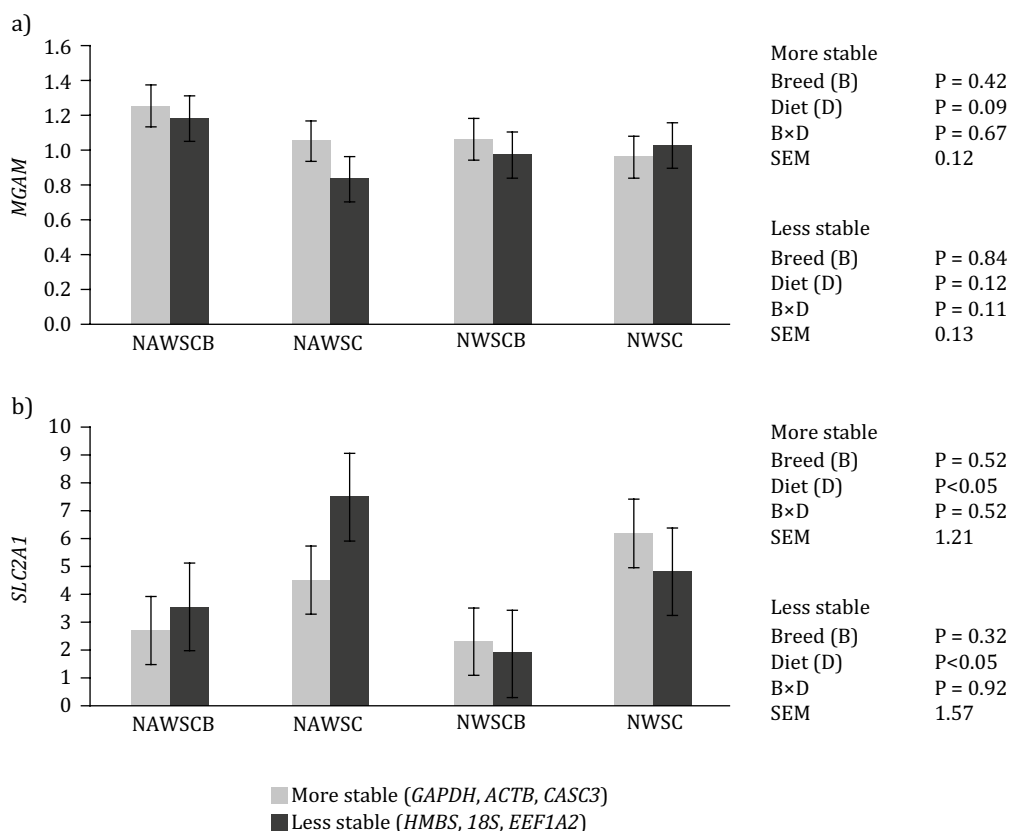 a)
1.6
1.4
1.2
1.0
0.8
0.6
0.4
0.2
0.0
MGAM
NAWSCB NAWSC NWSCB NWSC
More stable
Breed (B) P = 0.42
Diet (D) P = 0.09
B×D P = 0.67
SEM 0.12
Less stable
Breed (B) P = 0.84
Diet (D) P = 0.12
B×D P = 0.11
SEM 0.13
b)
10
9
8
7
6
5
4
3
2
1
0
SLC2A1
NAWSCB NAWSC NWSCB NWSC
More stable
Breed (B) P = 0.52
Diet (D) P<0.05
B×D P = 0.52
SEM 1.21
Less stable
Breed (B) P = 0.32
Diet (D) P<0.05
B×D P = 0.92
SEM 1.57
More stable (GAPDH, ACTB, CASC3)
Less stable (HMBS, 18S, EEF1A2)